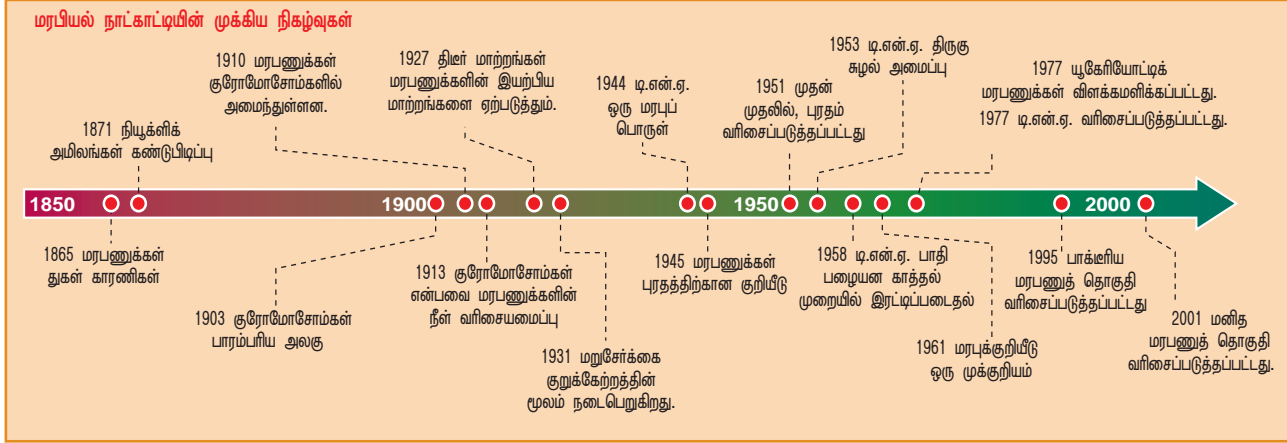 மரபியல் நாட்காட்டியின் முக்கிய நிகழ்வுகள்
1871 நியூக்ளிக்
அமிலங்கள் கண்டுபிடிப்பு
1910 மரபணுக்கள்
குரோமோசோம்களில்
அமைந்துள்ளன.
1927 திடீர் மாற்றங்கள்
மரபணுக்களின் இயற்பிய
மாற்றங்களை ஏற்படுத்தும்.
1944 டி.என்.ஏ.
ஒரு மரபுப்
பொருள்
1951 முதன்
முதலில், புரதம்
வரிசைப்படுத்தப்பட்டது
1953 டி.என்.ஏ. திருகு
சுழல் அமைப்பு
1977 யூகேரியோட்டிக்
மரபணுக்கள் விளக்கமளிக்கப்பட்டது.
1977 டி.என்.ஏ. வரிசைப்படுத்தப்பட்டது.
1850 1900 1950 2000
1865 மரபணுக்கள்
துகள் காரணிகள்
1903 குரோமோசோம்கள்
பாரம்பரிய அலகு
1913 குரோமோசோம்கள்
என்பவை மரபணுக்களின்
நீள் வரிசையமைப்பு
1931 மறுசேர்க்கை
குறுக்கேற்றத்தின்
மூலம் நடைபெறுகிறது.
1945 மரபணுக்கள்
புரதத்திற்கான குறியீடு
1958 டி.என்.ஏ. பாதி
பழையன காத்தல்
முறையில் இரட்டிப்படைதல்
1961 மரபுக்குறியீடு
ஒரு முக்குறியம்
1995 பாக்டீரிய
மரபணுத் தொகுதி
வரிசைப்படுத்தப்பட்டது
2001 மனித
மரபணுத் தொகுதி
வரிசைப்படுத்தப்பட்டது.